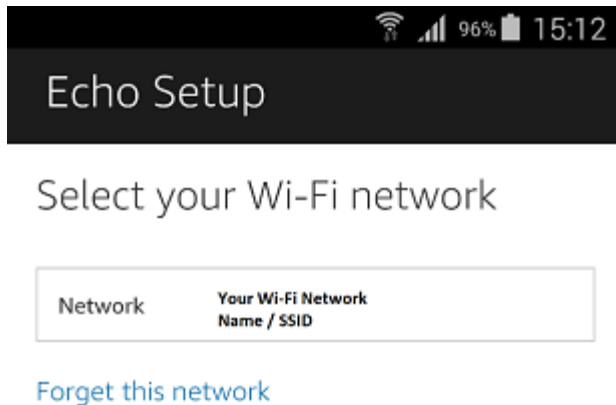 96% 15:12
Echo Setup
Select your Wi-Fi network
Network Your Wi-Fi Network
Name / SSID
Forget this network